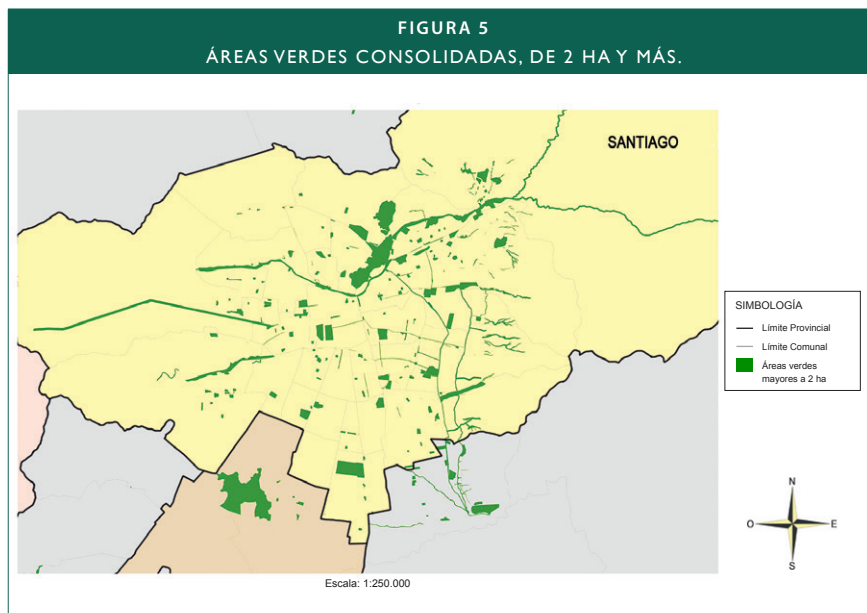 FIGURA 5
ÁREAS VERDES CONSOLIDADAS, DE 2 HA Y MÁS.
SANTIAGO
SIMBOLOGÍA
Límite Provincial
Límite Comunal
Áreas verdes
mayores a 2 ha
N
O
E
S
Escala: 1:250.000